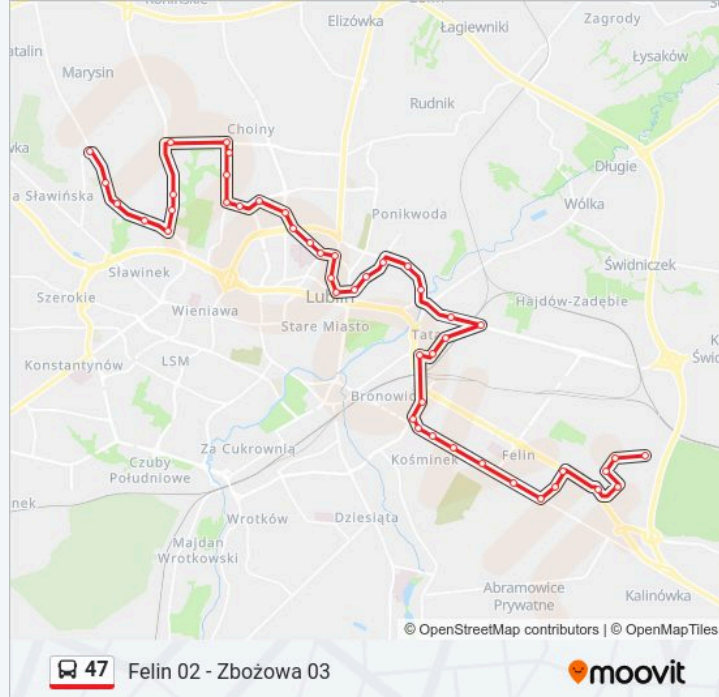 Elizówka
Łagiewniki
Zagrody
Marysin
Łysaków
Rudnik
Choiny
Długie
a Sławińska
Ponikwoda
Wólka
Świdniczek
Sławinek
Szerokie
Lublin
Hajdów-Zadębie
Wieniawa
Stare Miasto
Konstantynów
LSM
Bronowice
Za Cukrownią
Kośminek
Felin
Czuby
Południowe
Wrotków
Dziesiąta
Majdan
Wrotkowski
Abramowice
Prywatne
Kalinówka
© OpenStreetMap contributors | © OpenMapTiles
47 Felin 02 - Zbożowa 03
moovit